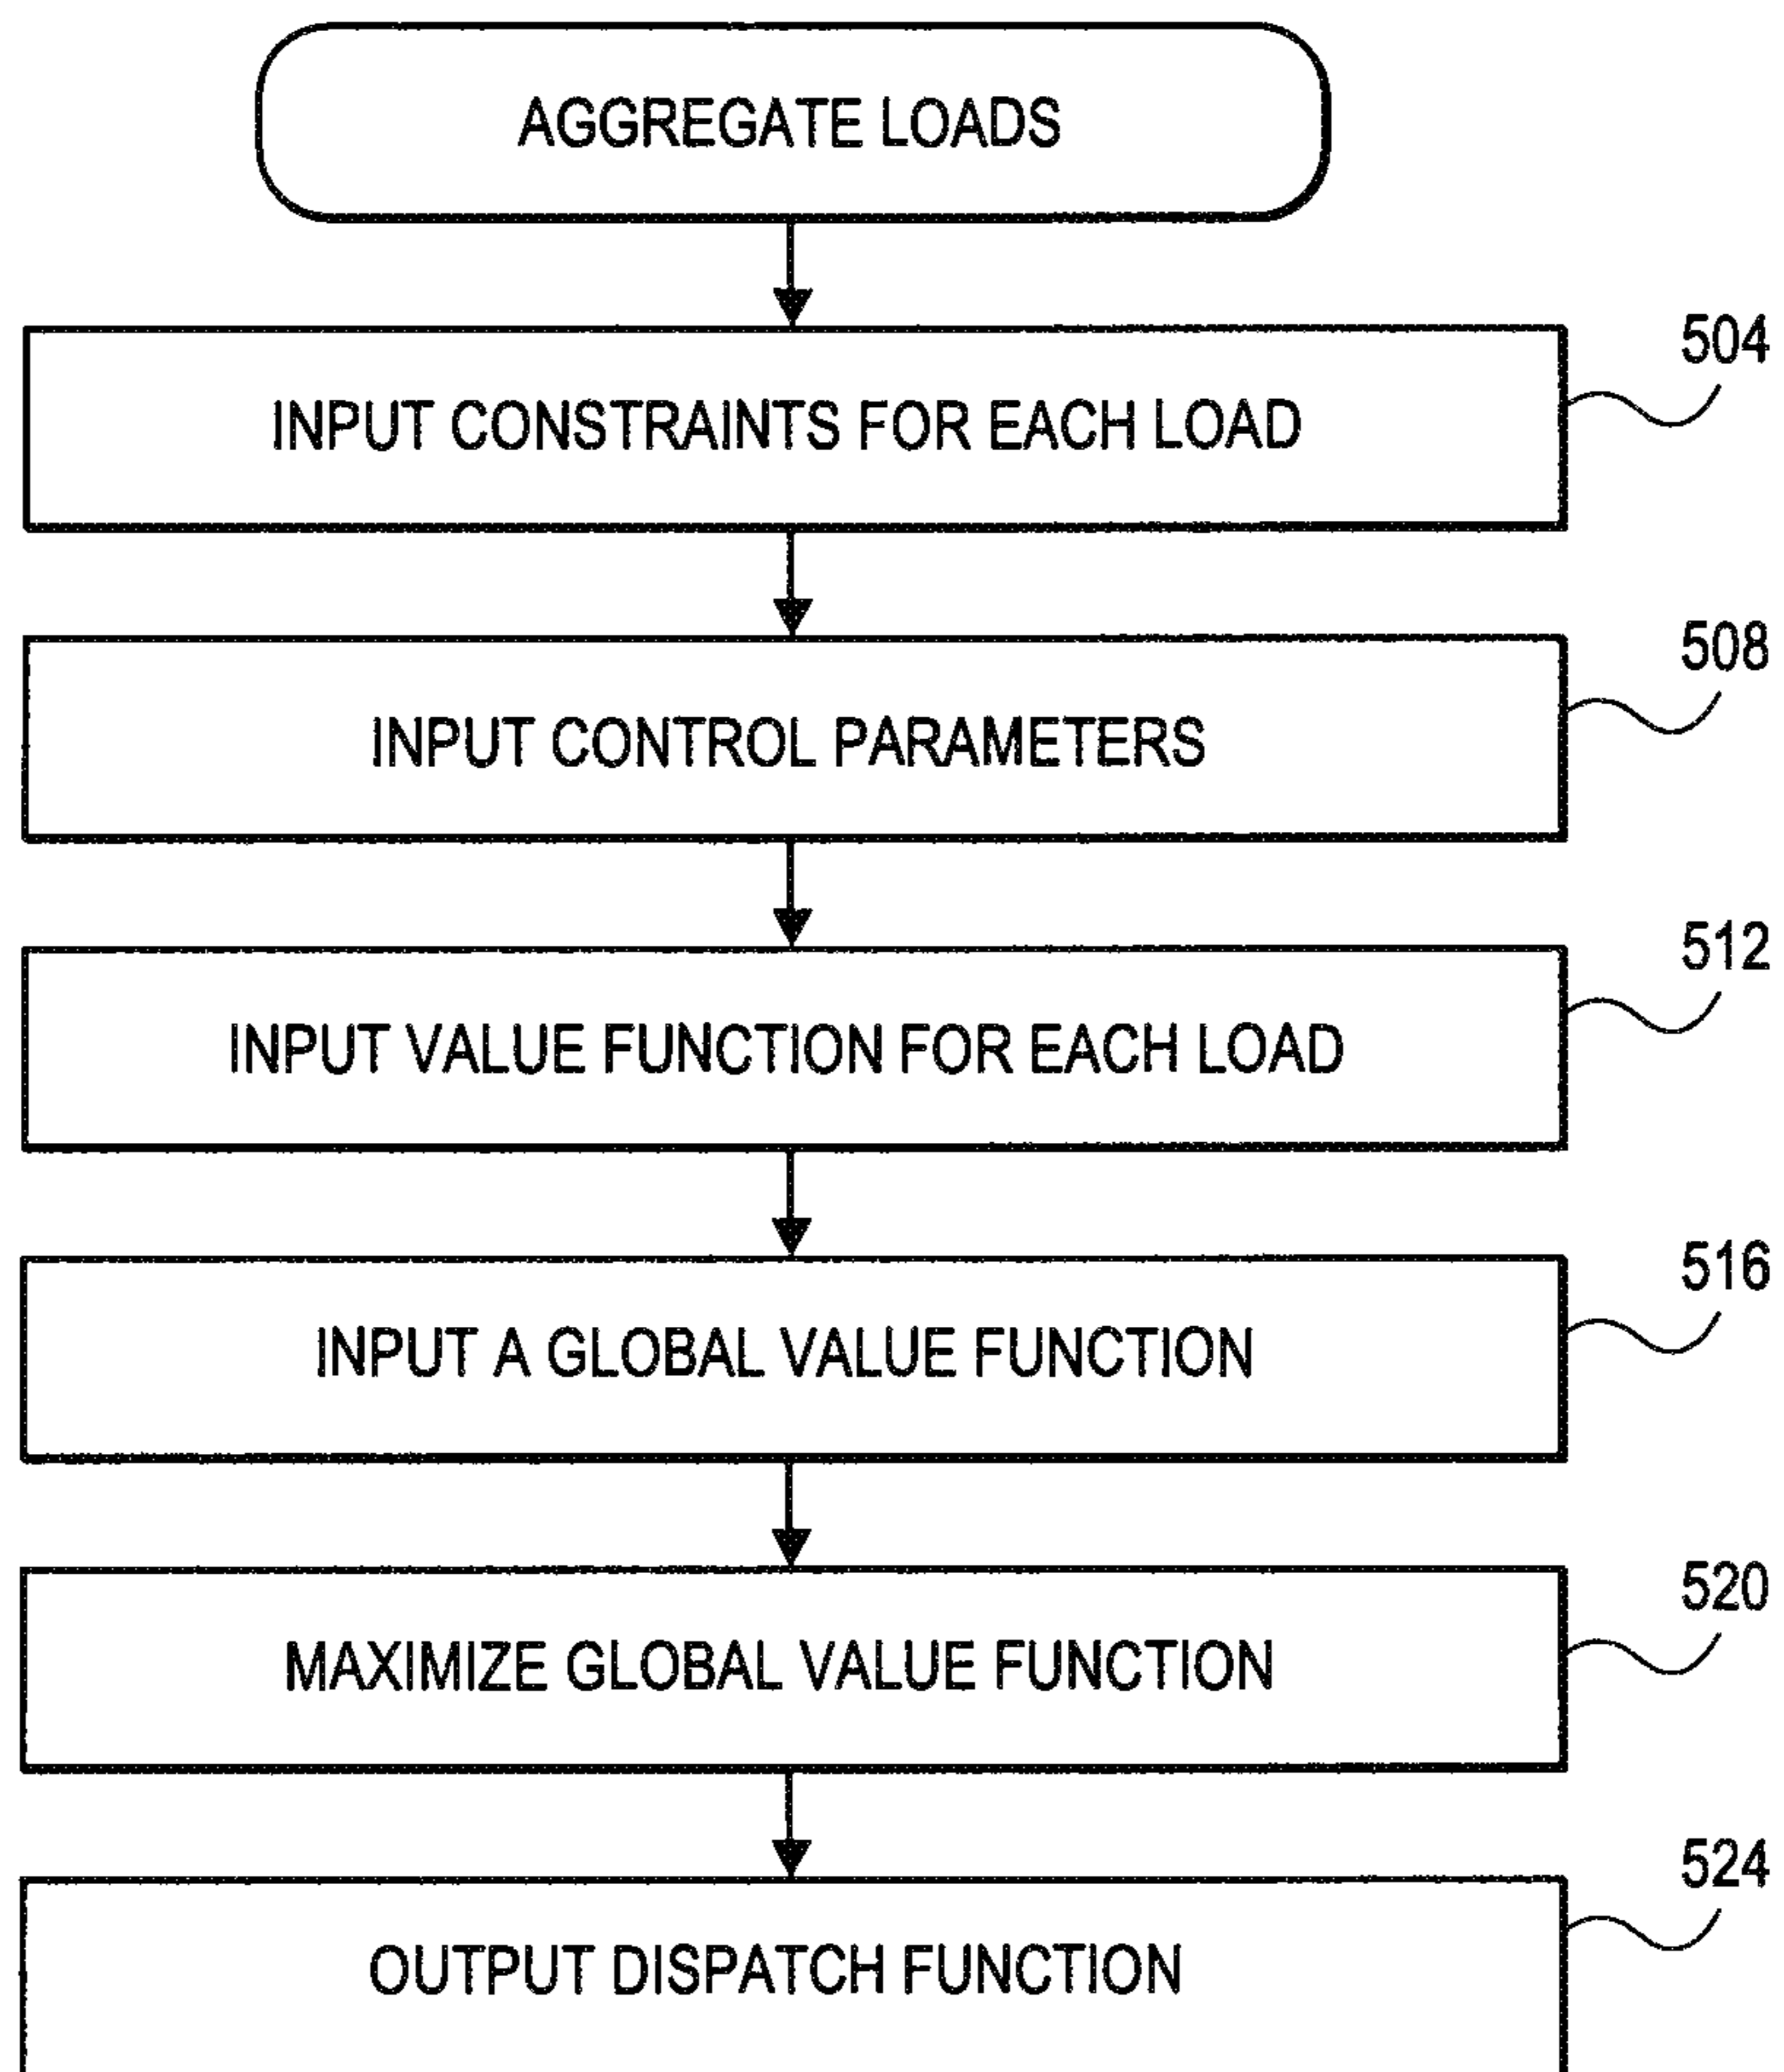 AGGREGATE LOADS
504
INPUT CONSTRAINTS FOR EACH LOAD
508
INPUT CONTROL PARAMETERS
512
INPUT VALUE FUNCTION FOR EACH LOAD
516
INPUT A GLOBAL VALUE FUNCTION
520
MAXIMIZE GLOBAL VALUE FUNCTION
524
OUTPUT DISPATCH FUNCTION